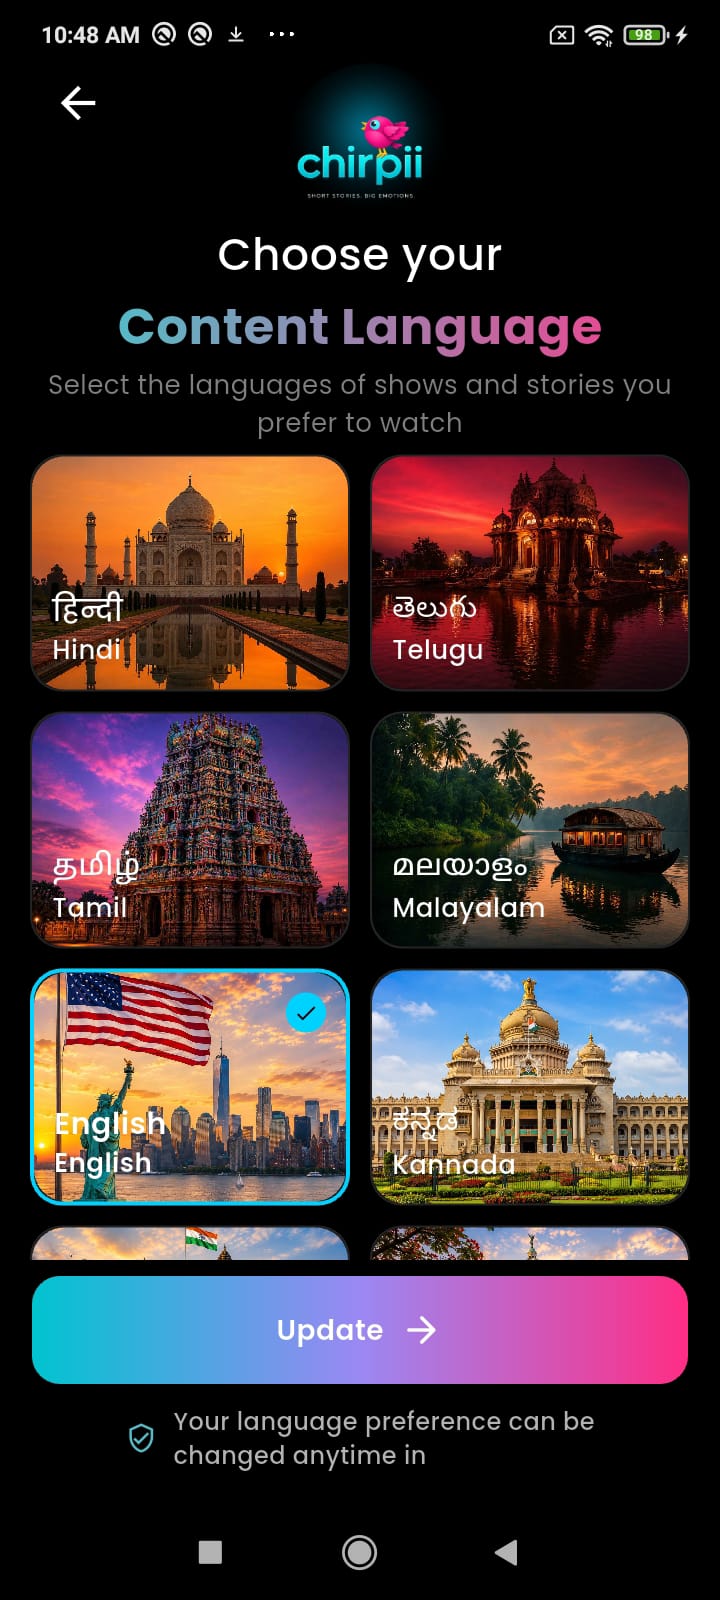 10:48 AM
98
chirpii
SHORT STORIES. BIG EMOTIONS.
Choose your
Content Language
Select the languages of shows and stories you
prefer to watch
हिन्दी
Hindi
తెలుగు
Telugu
தமிழ்
Tamil
മലയാളം
Malayalam
English
English
ಕನ್ನಡ
Kannada
Update
Your language preference can be
changed anytime in